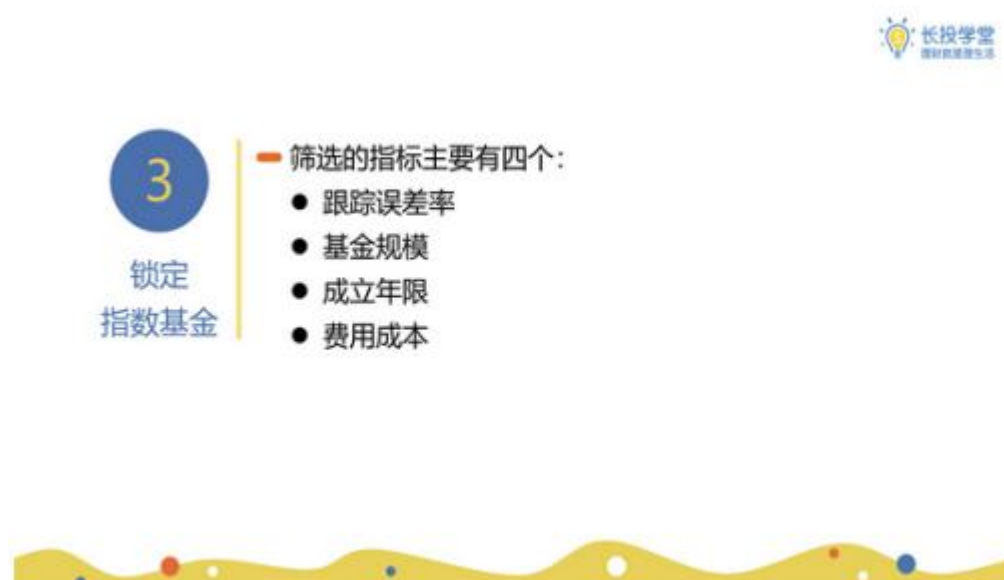 长投学堂
3
锁定
指数基金
筛选的指标主要有四个：
跟踪误差率
基金规模
成立年限
费用成本